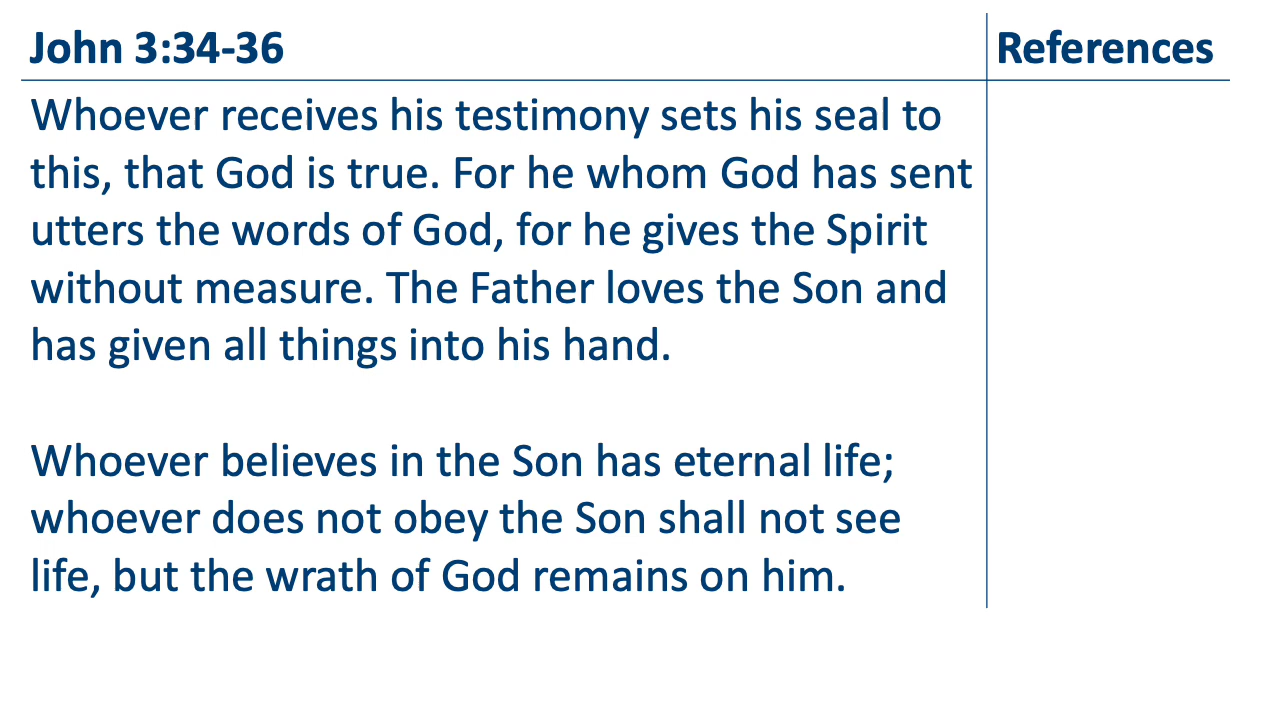 John 3:34-36
References
Whoever receives his testimony sets his seal to
this, that God is true. For he whom God has sent
utters the words of God, for he gives the Spirit
without measure. The Father loves the Son and
has given all things into his hand.
Whoever believes in the Son has eternal life;
whoever does not obey the Son shall not see
life, but the wrath of God remains on him.